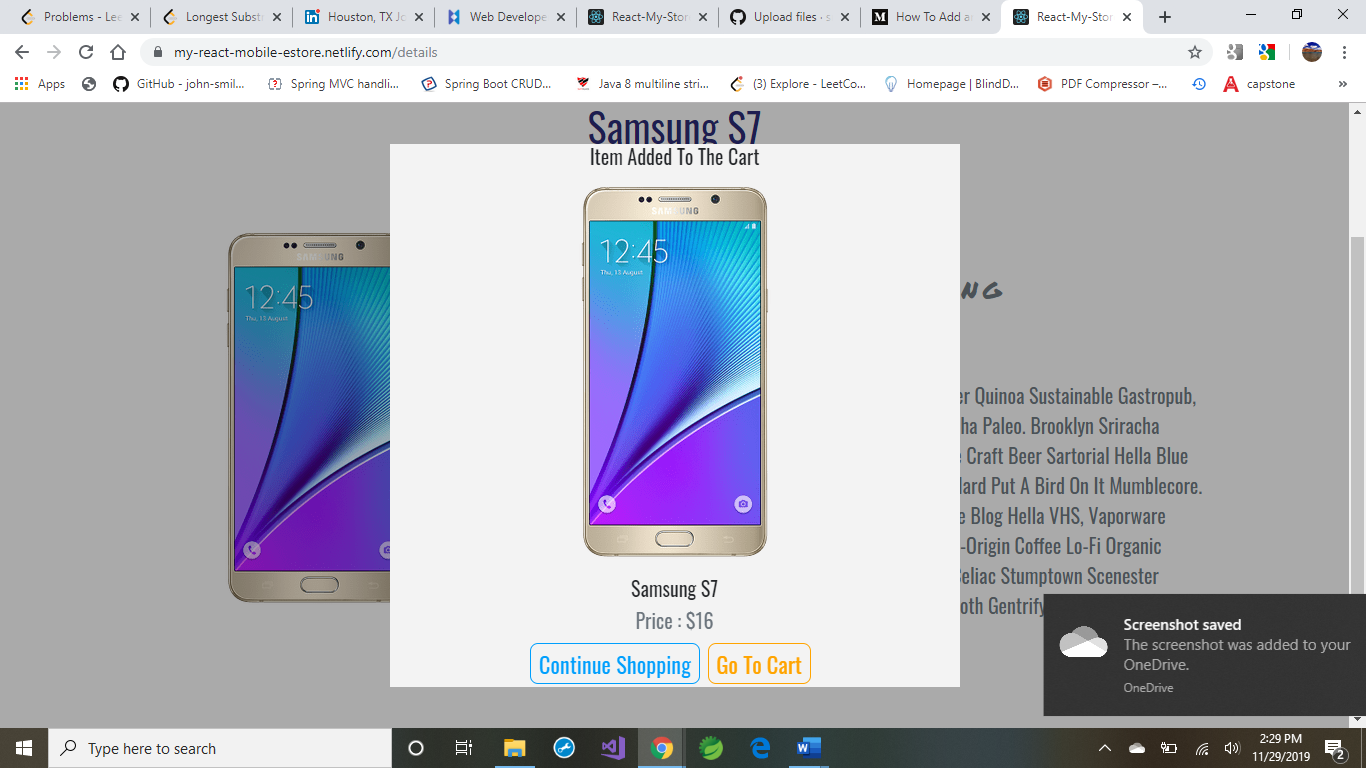 Problems - Lee
Longest Subst
Houston, TX Jo
Web Develope
React-My-Stor
Upload files · s
How To Add a
React-My-Stor
my-react-mobile-estore.netlify.com/details
Apps
GitHub - john-smil...
Spring MVC handli...
Spring Boot CRUD...
Java 8 multiline stri...
(3) Explore - LeetCo...
Homepage | BlindD...
PDF Compressor –...
capstone
Samsung S7
Item Added To The Cart
SAMSUNG
12:45
Thu, 13 August
SAMSUNG
12:45
Thu, 13 August
NG
er Quinoa Sustainable Gastropub,
ha Paleo. Brooklyn Sriracha
e Craft Beer Sartorial Hella Blue
ard Put A Bird On It Mumblecore.
e Blog Hella VHS, Vaporware
-Origin Coffee Lo-Fi Organic
Celiac Stumptown Scenester
oth Gentrify
Samsung S7
Price : $16
Continue Shopping
Go To Cart
Screenshot saved
The screenshot was added to your
OneDrive.
OneDrive
Type here to search
2:29 PM
11/29/2019
2